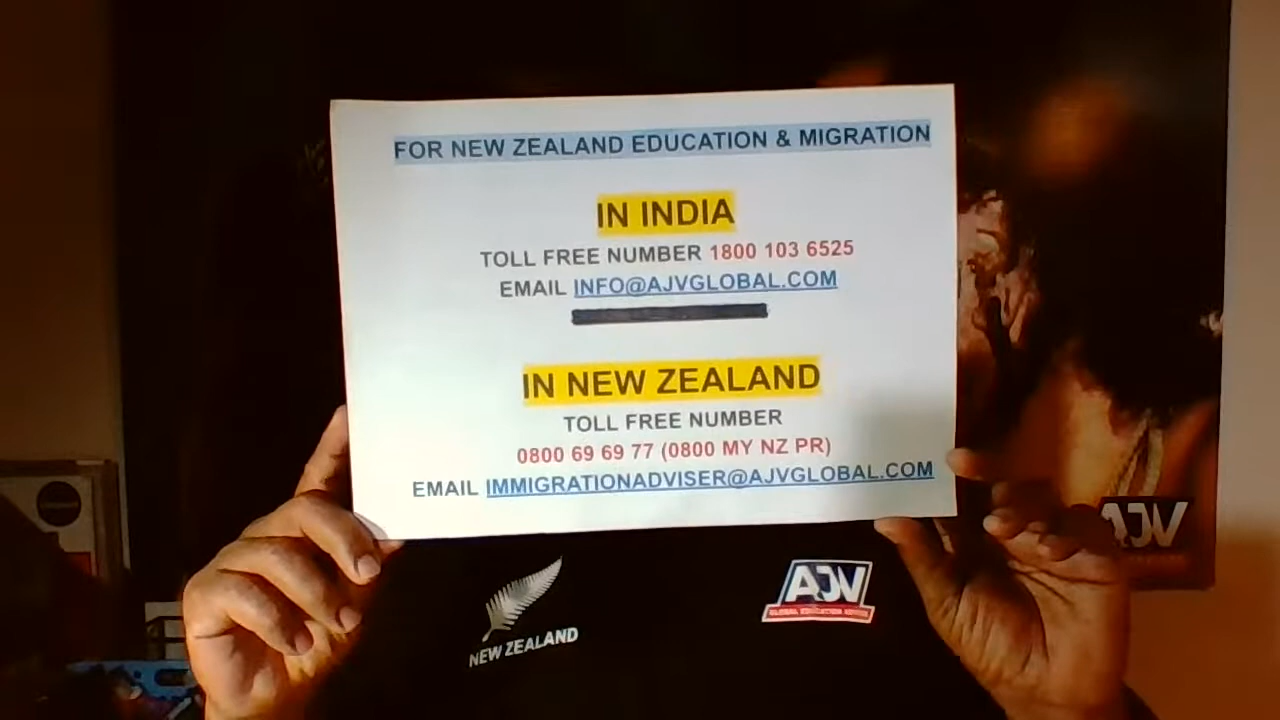 FOR NEW ZEALAND EDUCATION & MIGRATION
IN INDIA
TOLL FREE NUMBER 1800 103 6525
EMAIL INFO@AJVGLOBAL.COM
IN NEW ZEALAND
TOLL FREE NUMBER
0800 69 69 77 (0800 MY NZ PR)
EMAIL IMMIGRATIONADVISER@AJVGLOBAL.COM
AJV
NEW ZEALAND
AJV
GLOBAL EDUCATION